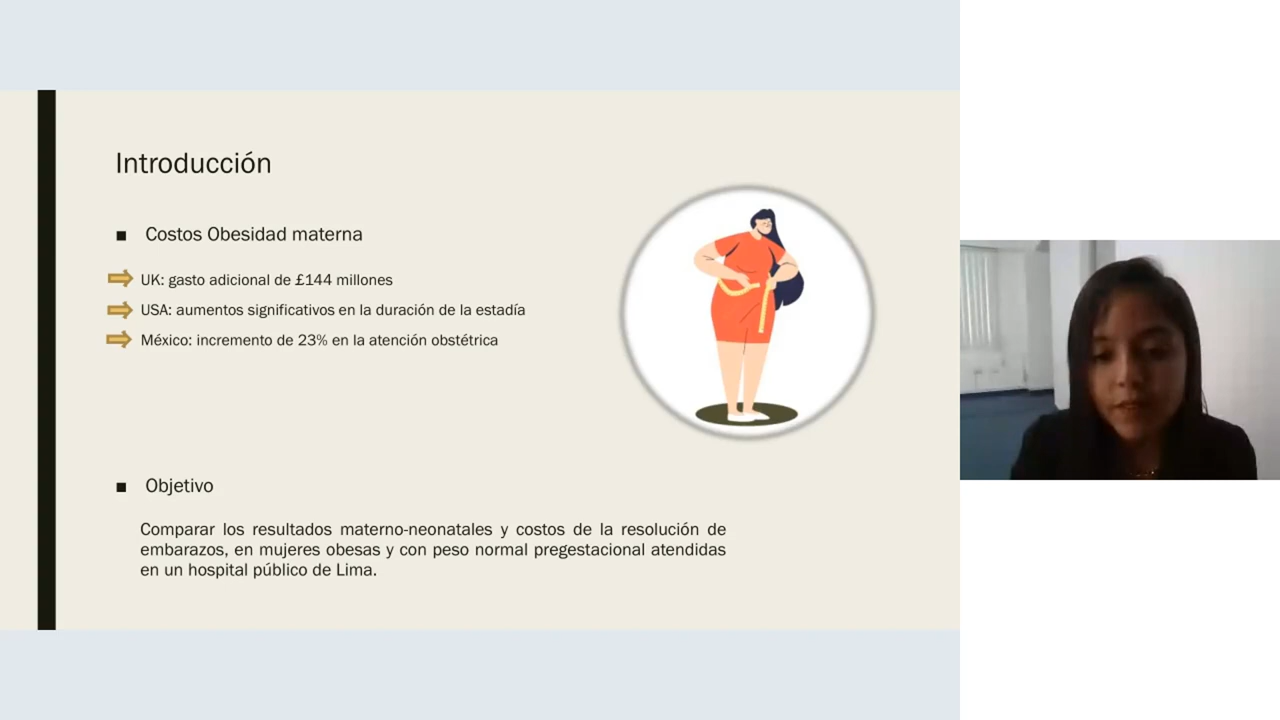 Introducción
■ Costos Obesidad materna
UK: gasto adicional de £144 millones
USA: aumentos significativos en la duración de la estadía
México: incremento de 23% en la atención obstétrica
■ Objetivo
Comparar los resultados materno-neonatales y costos de la resolución de
embarazos, en mujeres obesas y con peso normal pregestacional atendidas
en un hospital público de Lima.